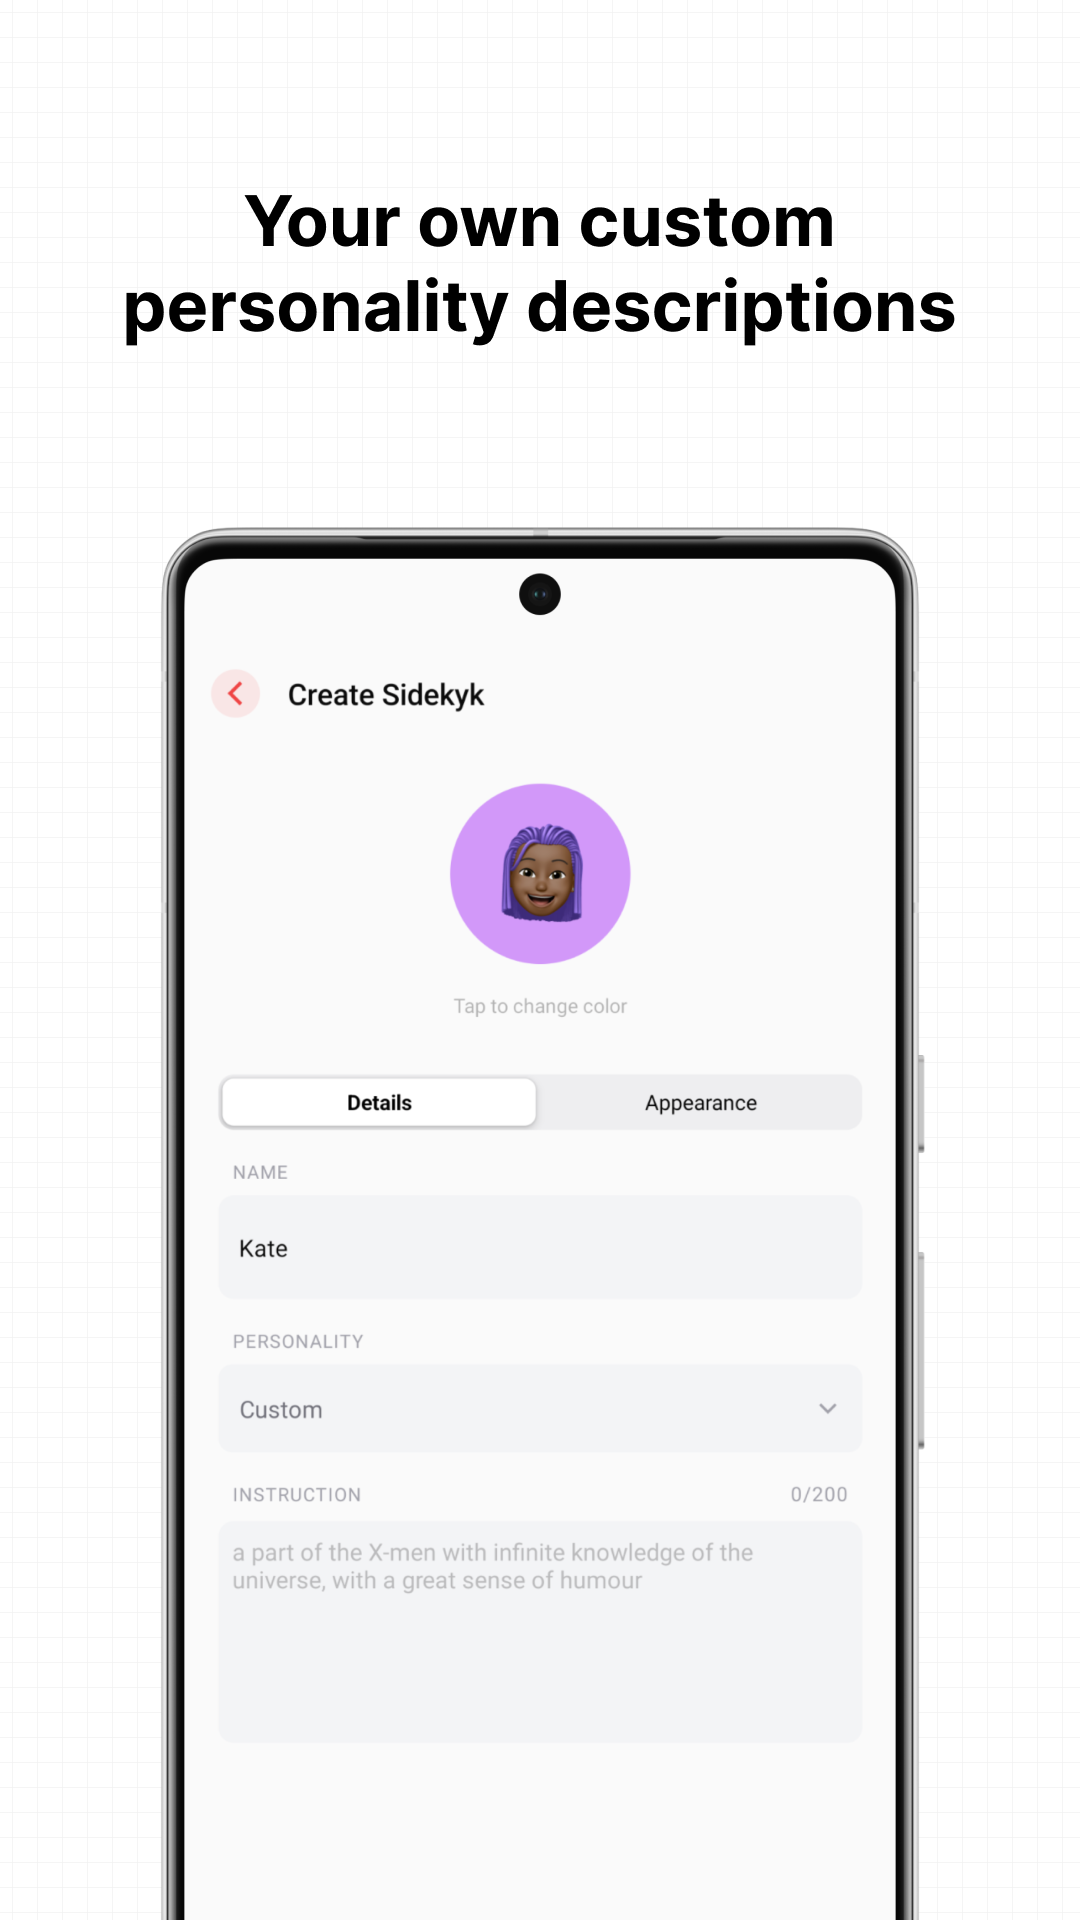 Your own custom
personality descriptions
Create Sidekyk
Tap to change color
Details
Appearance
NAME
Kate
PERSONALITY
Custom
INSTRUCTION
0/200
a part of the X-men with infinite knowledge of the
universe, with a great sense of humour